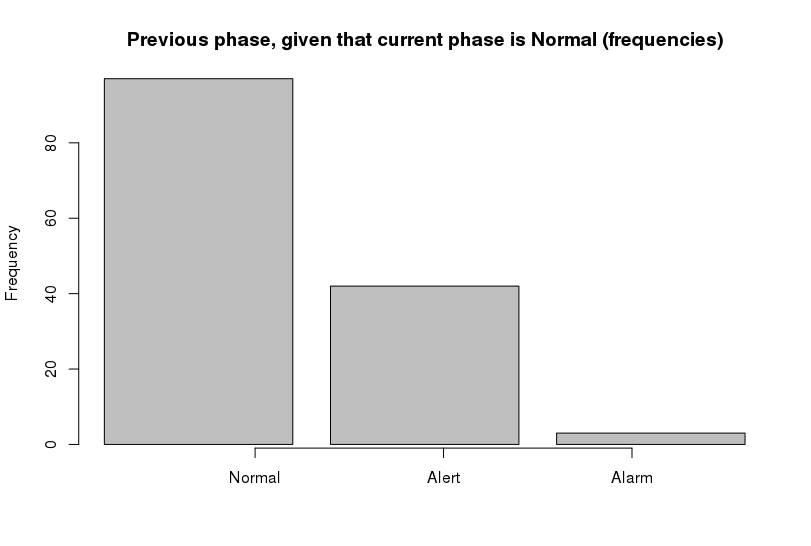 Previous phase, given that current phase is Normal (frequencies)
Frequency
80
60
40
20
0
Normal Alert Alarm